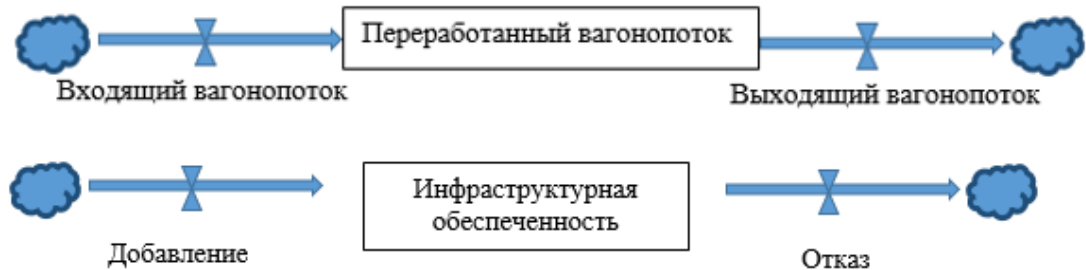 Переработанный вагонопоток
Входящий вагонопоток
Выходящий вагонопоток
Инфраструктурная
обеспеченность
Добавление
Отказ